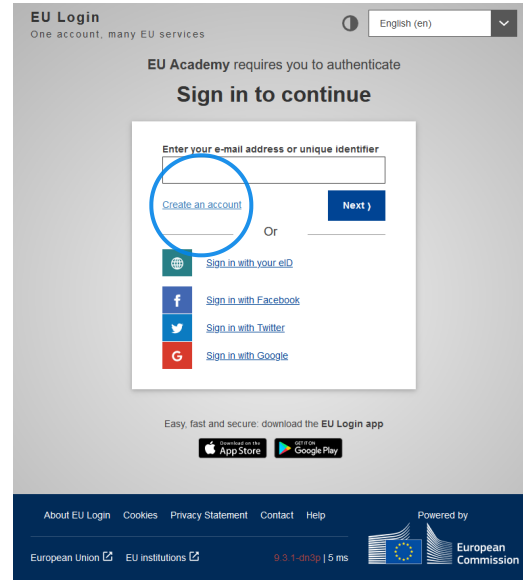 EU Login
One account, many EU services
English (en)
EU Academy requires you to authenticate
Sign in to continue
Enter your e-mail address or unique identifier
Create an account
Next
Or
Sign in with your eID
f Sign in with Facebook
Sign in with Twitter
G Sign in with Google
Easy, fast and secure: download the EU Login app
Download on the App Store
GET IT ON Google Play
About EU Login Cookies Privacy Statement Contact Help
Powered by
European Union EU institutions 9.3.1-dn3p | 5 ms
European
Commission